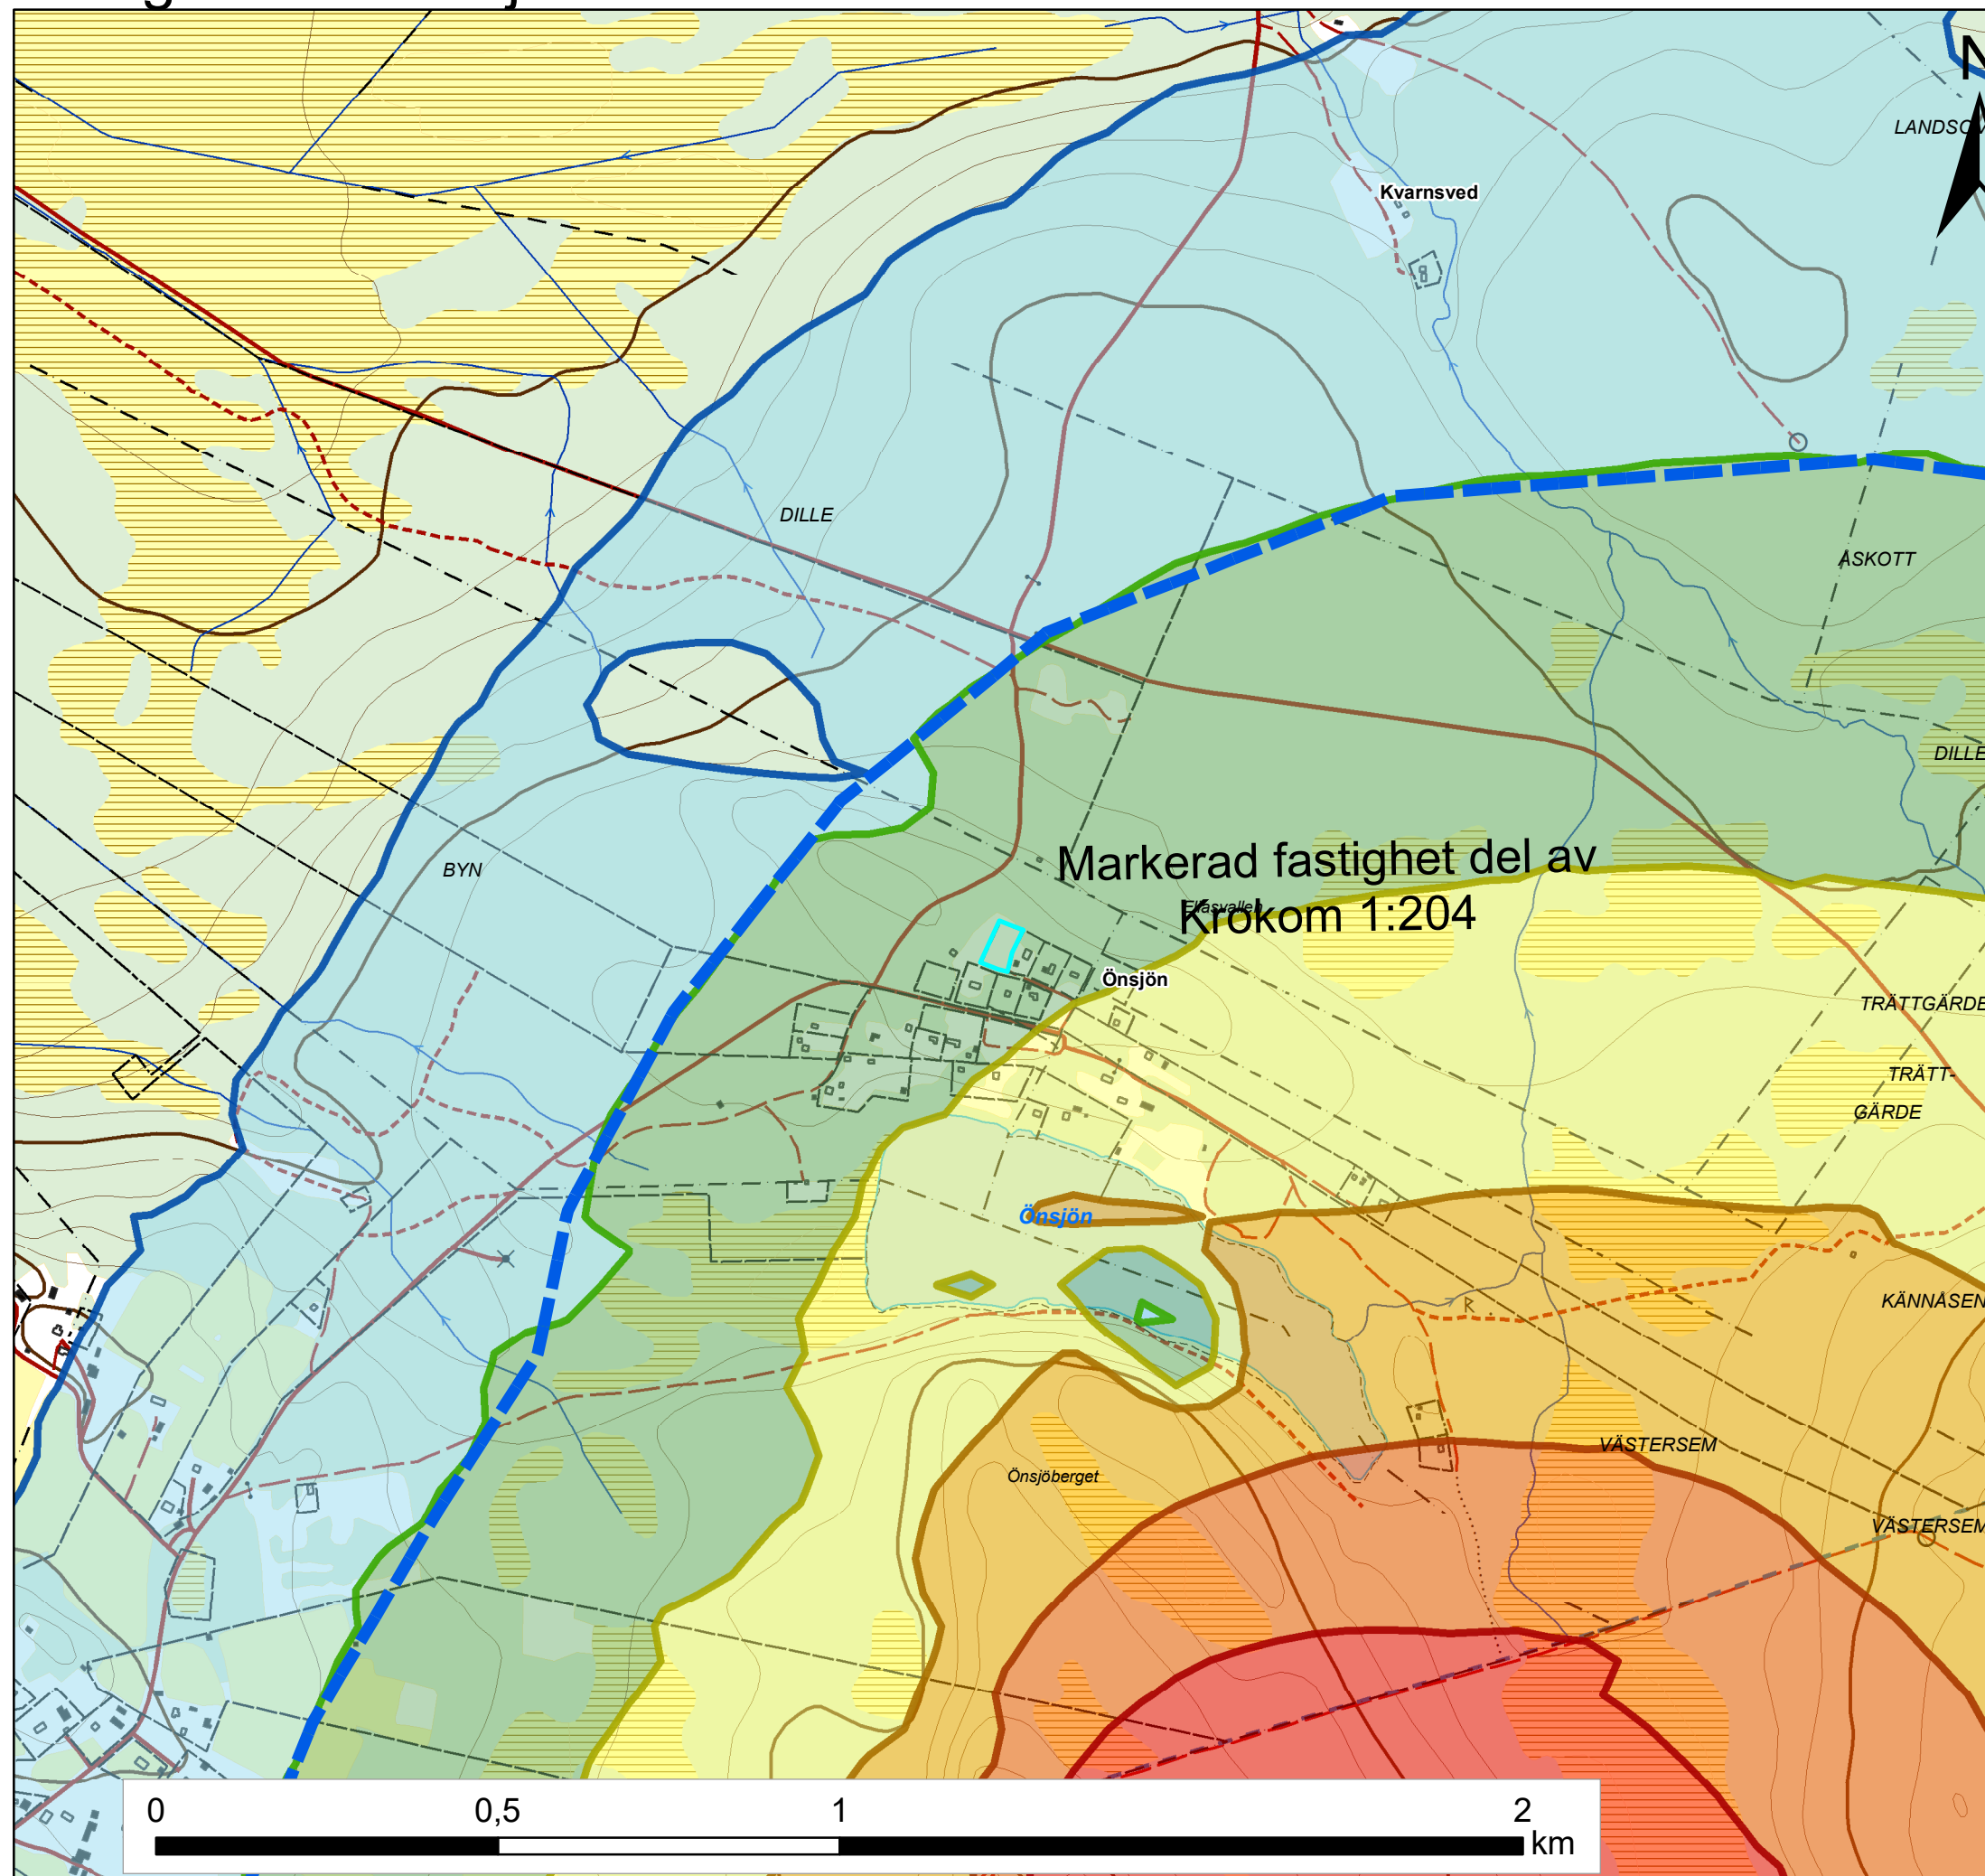 N
Kvarnsved
DILLE
ÅSKOTT
DILLE
BYN
Markerad fastighet del av
Eliasvallen
Krokom 1:204
Önsjön
TRÄTTGÄRDE
TRÄTT-
GÄRDE
Önsjön
KÄNNÅSEN
R
VÄSTERSEM
Önsjöberget
VÄSTERSEM
0 0,5 1 2
km